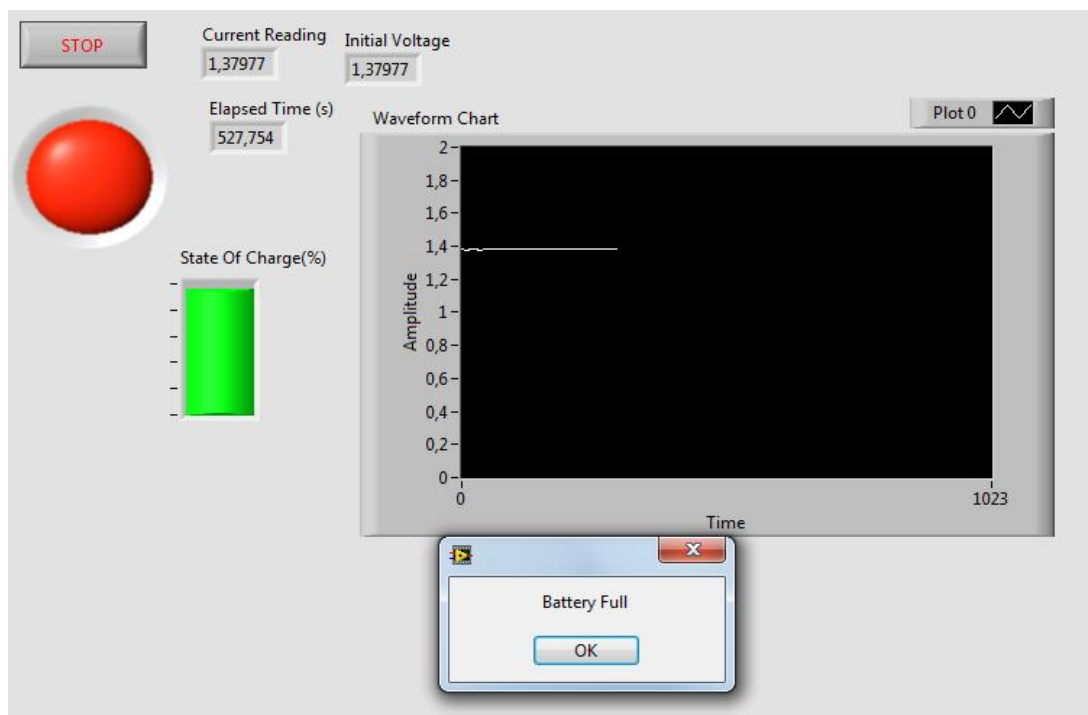 STOP
Current Reading
1,37977
Initial Voltage
1,37977
Elapsed Time (s)
527,754
State Of Charge(%)
Waveform Chart
Plot 0
Amplitude
2
1,8
1,6
1,4
1,2
1
0,8
0,6
0,4
0,2
0
0
1023
Time
Battery Full
OK